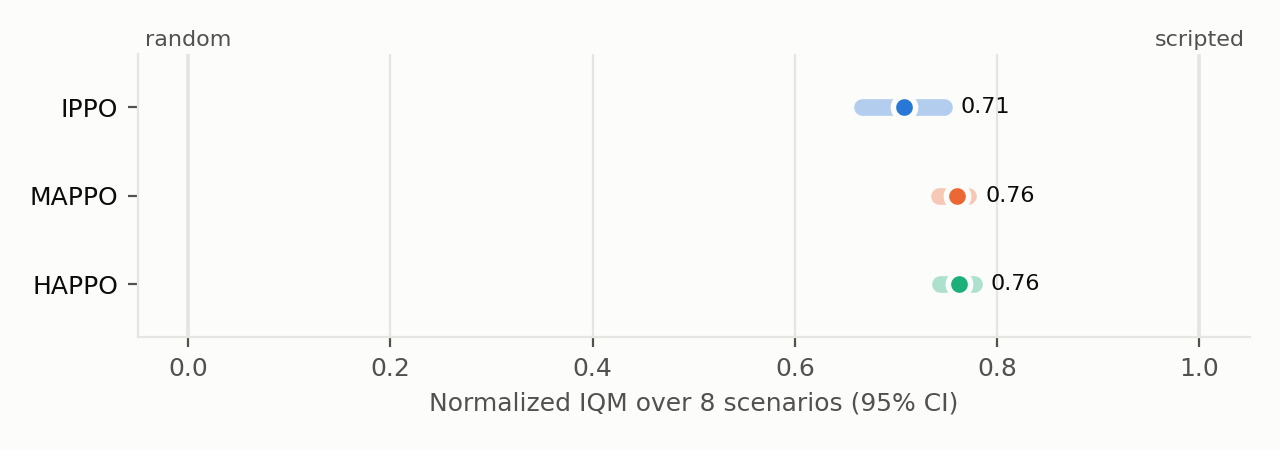 random scripted
IPPO 0.71
MAPPO 0.76
HAPPO 0.76
0.0 0.2 0.4 0.6 0.8 1.0
Normalized IQM over 8 scenarios (95% CI)